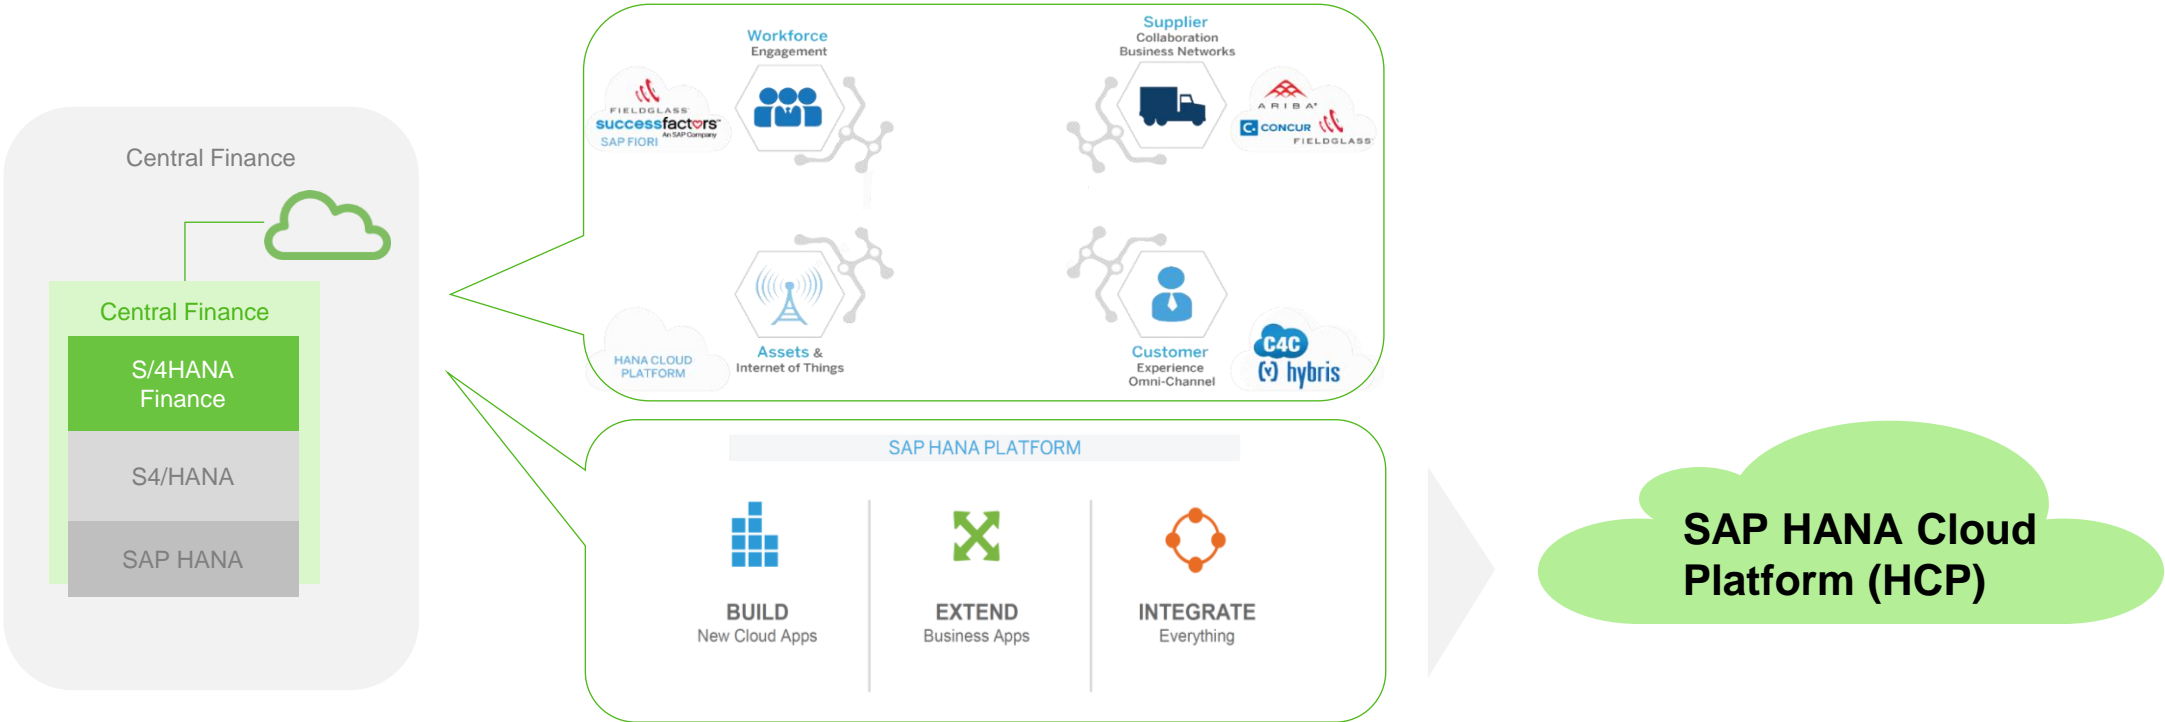 Central Finance
Central Finance
S/4HANA
Finance
S4/HANA
SAP HANA
Workforce
Engagement
FIELDGLASS
successfactors™
An SAP Company
SAP FIORI
Supplier
Collaboration
Business Networks
ARIBA
C. CONCUR
FIELDGLASS
HANA CLOUD
PLATFORM
Assets &
Internet of Things
Customer
Experience
Omni-Channel
C4C
(v) hybris
SAP HANA PLATFORM
BUILD
New Cloud Apps
EXTEND
Business Apps
INTEGRATE
Everything
SAP HANA Cloud
Platform (HCP)